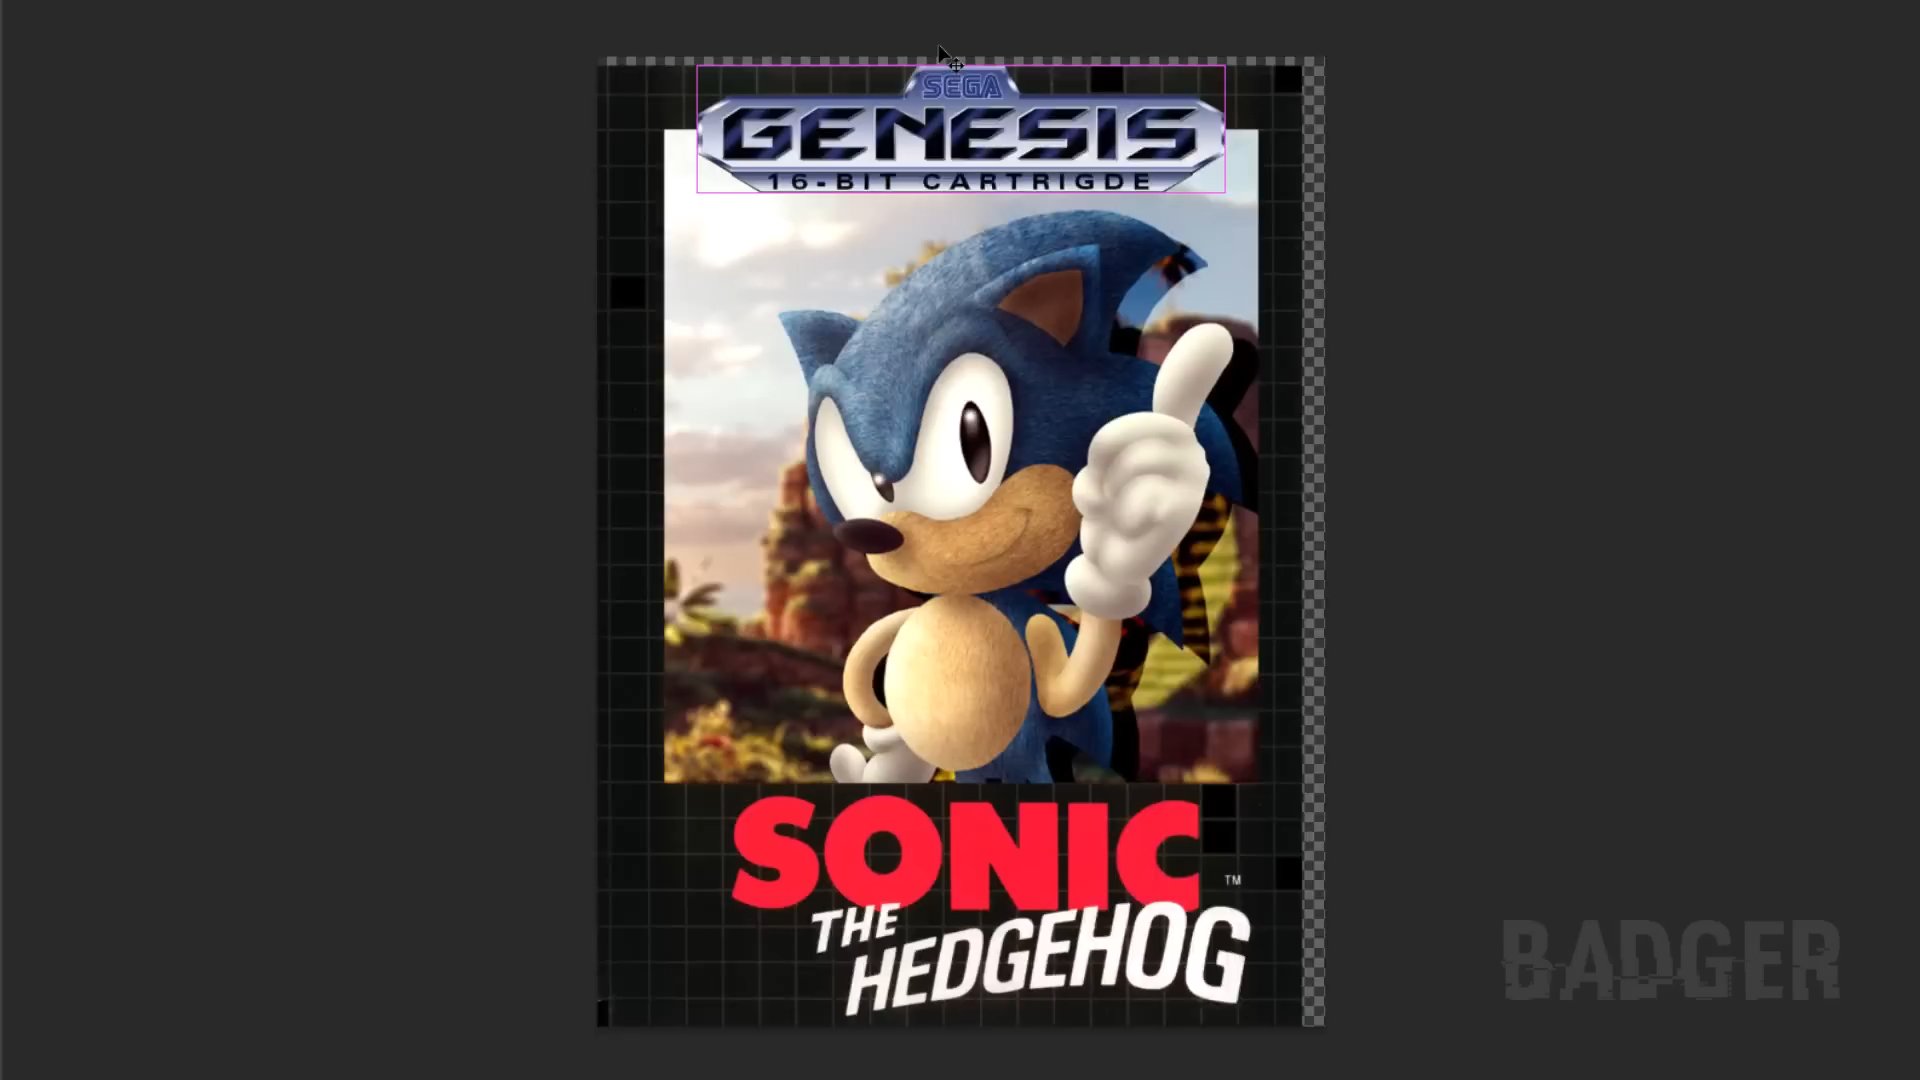 SEGA
GENESIS
16-BIT CARTRIGDE
SONIC
TM
THE
HEDGEHOG
BADGER